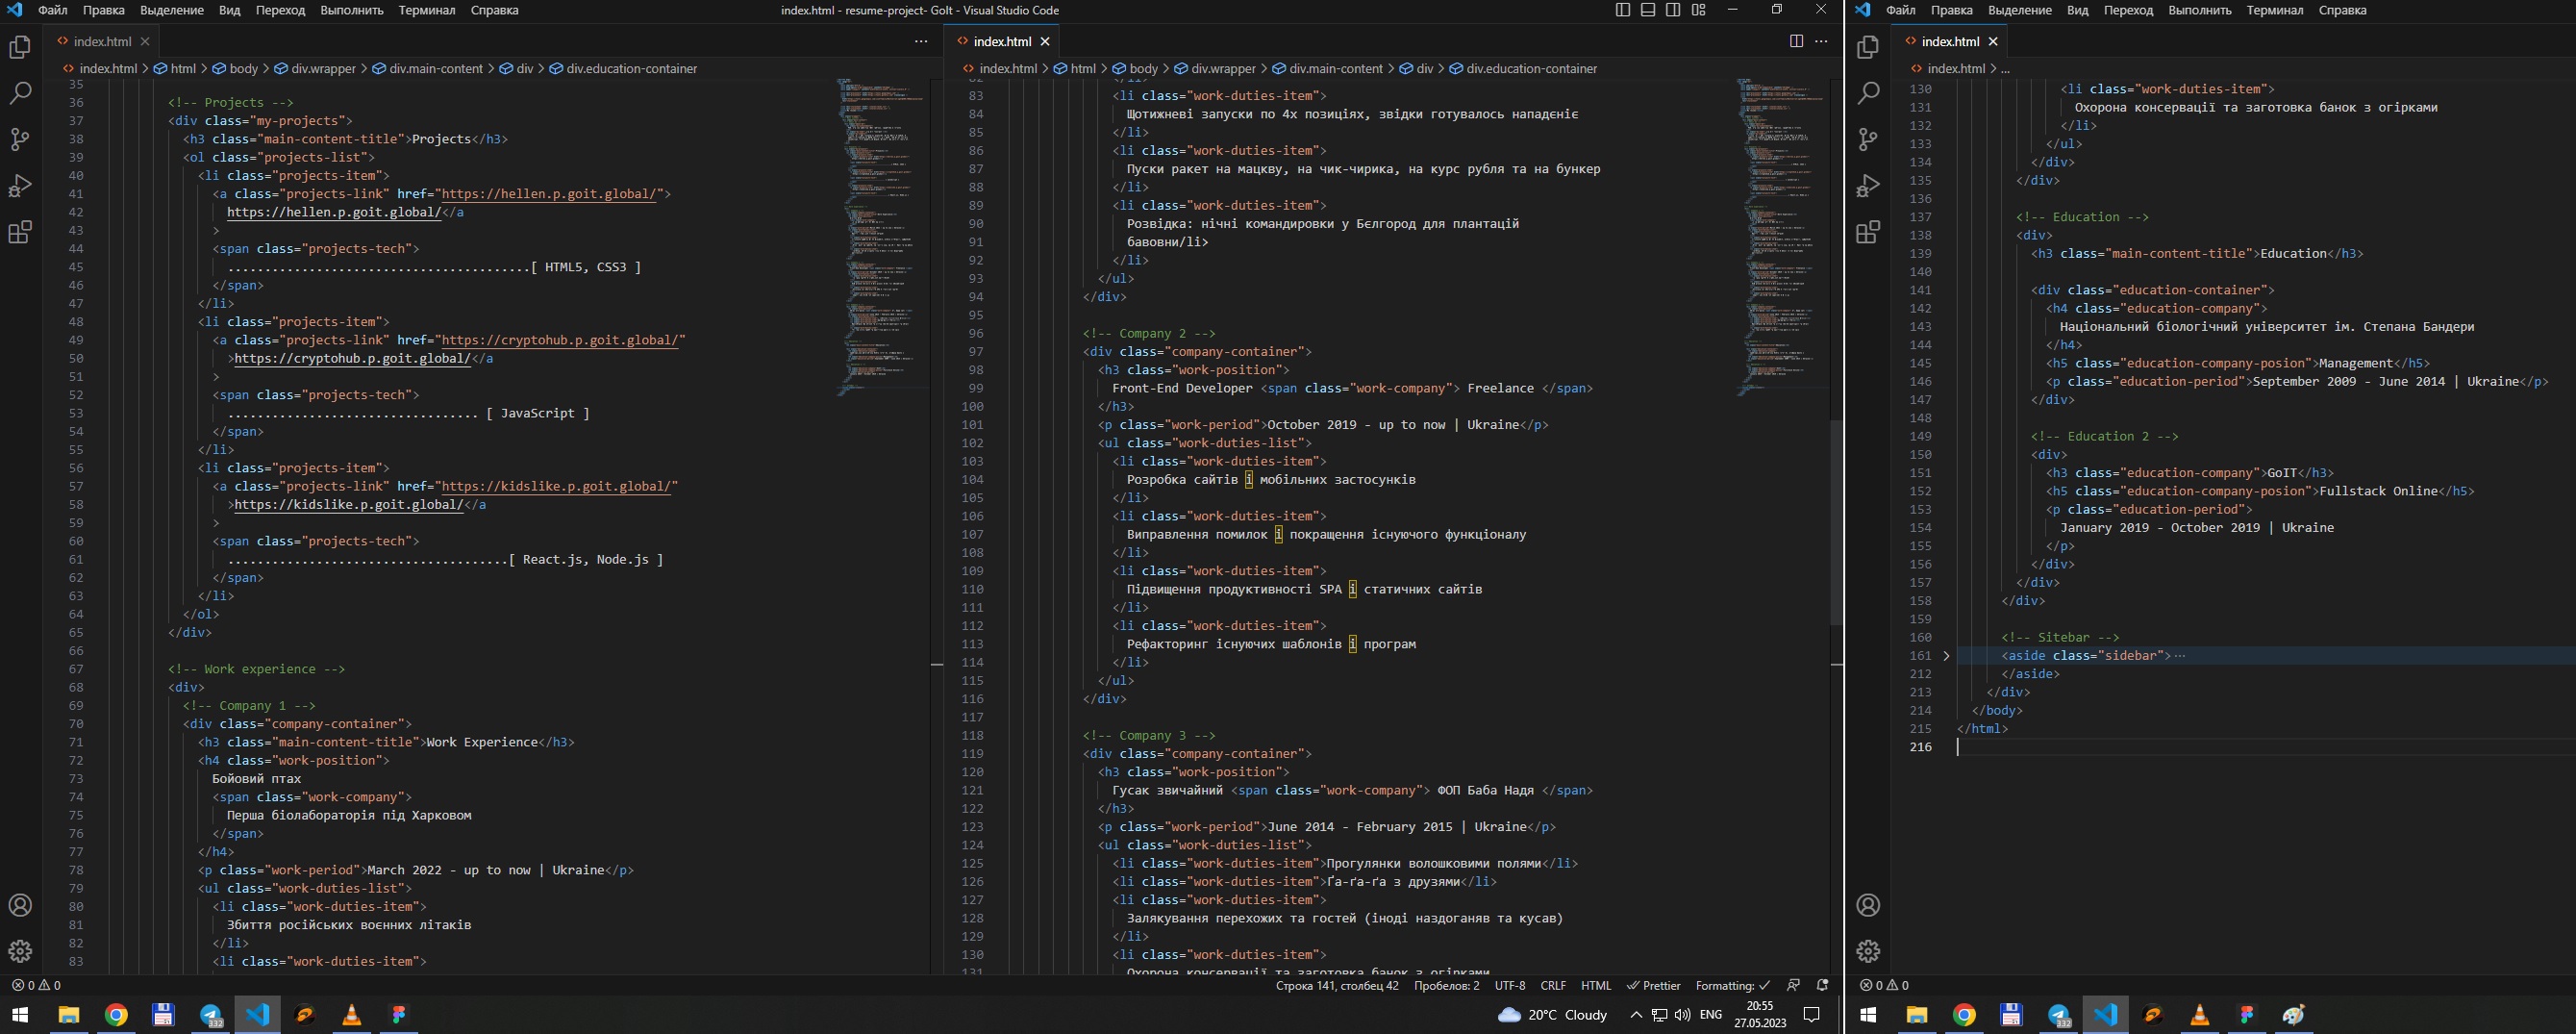 Файл Правка Выделение Вид Переход Выполнить Терминал Справка
index.html - resume-project- GoIt - Visual Studio Code
index.html
index.html > html > body > div.wrapper > div.main-content > div > div.education-container
35
36 <!-- Projects -->
37 <div class="my-projects">
38 <h3 class="main-content-title">Projects</h3>
39 <ol class="projects-list">
40 <li class="projects-item">
41 <a class="projects-link" href="https://hellen.p.goit.global/">
42 https://hellen.p.goit.global/</a
43 >
44 <span class="projects-tech">
45 .........................................[ HTML5, CSS3 ]
46 </span>
47 </li>
48 <li class="projects-item">
49 <a class="projects-link" href="https://cryptohub.p.goit.global/"
50 >https://cryptohub.p.goit.global/</a
51 >
52 <span class="projects-tech">
53 .................................. [ JavaScript ]
54 </span>
55 </li>
56 <li class="projects-item">
57 <a class="projects-link" href="https://kidslike.p.goit.global/"
58 >https://kidslike.p.goit.global/</a
59 >
60 <span class="projects-tech">
61 ......................................[ React.js, Node.js ]
62 </span>
63 </li>
64 </ol>
65 </div>
66
67 <!-- Work experience -->
68 <div>
69 <!-- Company 1 -->
70 <div class="company-container">
71 <h3 class="main-content-title">Work Experience</h3>
72 <h4 class="work-position">
73 Бойовий птах
74 <span class="work-company">
75 Перша біолабораторія під Харковом
76 </span>
77 </h4>
78 <p class="work-period">March 2022 - up to now | Ukraine</p>
79 <ul class="work-duties-list">
80 <li class="work-duties-item">
81 Збиття російських воєнних літаків
82 </li>
83 <li class="work-duties-item">
index.html
index.html > html > body > div.wrapper > div.main-content > div > div.education-container
83 <li class="work-duties-item">
84 Щотижневі запуски по 4х позиціях, звідки готувалось нападєніє
85 </li>
86 <li class="work-duties-item">
87 Пуски ракет на мацкву, на чик-чирика, на курс рубля та на бункер
88 </li>
89 <li class="work-duties-item">
90 Розвідка: нічні командировки у Бєлгород для плантацій
91 бавовни/li>
92 </li>
93 </ul>
94 </div>
95
96 <!-- Company 2 -->
97 <div class="company-container">
98 <h3 class="work-position">
99 Front-End Developer <span class="work-company"> Freelance </span>
100 </h3>
101 <p class="work-period">October 2019 - up to now | Ukraine</p>
102 <ul class="work-duties-list">
103 <li class="work-duties-item">
104 Розробка сайтів і мобільних застосунків
105 </li>
106 <li class="work-duties-item">
107 Виправлення помилок і покращення існуючого функціоналу
108 </li>
109 <li class="work-duties-item">
110 Підвищення продуктивності SPA і статичних сайтів
111 </li>
112 <li class="work-duties-item">
113 Рефакторинг існуючих шаблонів і програм
114 </li>
115 </ul>
116 </div>
117
118 <!-- Company 3 -->
119 <div class="company-container">
120 <h3 class="work-position">
121 Гусак звичайний <span class="work-company"> ФОП Баба Надя </span>
122 </h3>
123 <p class="work-period">June 2014 - February 2015 | Ukraine</p>
124 <ul class="work-duties-list">
125 <li class="work-duties-item">Прогулянки волошковими полями</li>
126 <li class="work-duties-item">Ґа-ґа-ґа з друзями</li>
127 <li class="work-duties-item">
128 Залякування перехожих та гостей (іноді наздоганяв та кусав)
129 </li>
130 <li class="work-duties-item">
131 Охорона консервації та заготовка банок з огірками
0 0
Строка 141, столбец 42 Пробелов: 2 UTF-8 CRLF HTML Prettier Formatting:
332
20°C Cloudy ENG 20:55
27.05.2023
Файл Правка Выделение Вид Переход Выполнить Терминал Справка
index.html
index.html > ...
130 <li class="work-duties-item">
131 Охорона консервації та заготовка банок з огірками
132 </li>
133 </ul>
134 </div>
135 </div>
136
137 <!-- Education -->
138 <div>
139 <h3 class="main-content-title">Education</h3>
140
141 <div class="education-container">
142 <h4 class="education-company">
143 Національний біологічний університет ім. Степана Бандери
144 </h4>
145 <h5 class="education-company-posion">Management</h5>
146 <p class="education-period">September 2009 - June 2014 | Ukraine</p>
147 </div>
148
149 <!-- Education 2 -->
150 <div>
151 <h3 class="education-company">GoIT</h3>
152 <h5 class="education-company-posion">Fullstack Online</h5>
153 <p class="education-period">
154 January 2019 - October 2019 | Ukraine
155 </p>
156 </div>
157 </div>
158 </div>
159
160 <!-- Sitebar -->
161 <aside class="sidebar">···
212 </aside>
213 </div>
214 </body>
215 </html>
216
0 0
332